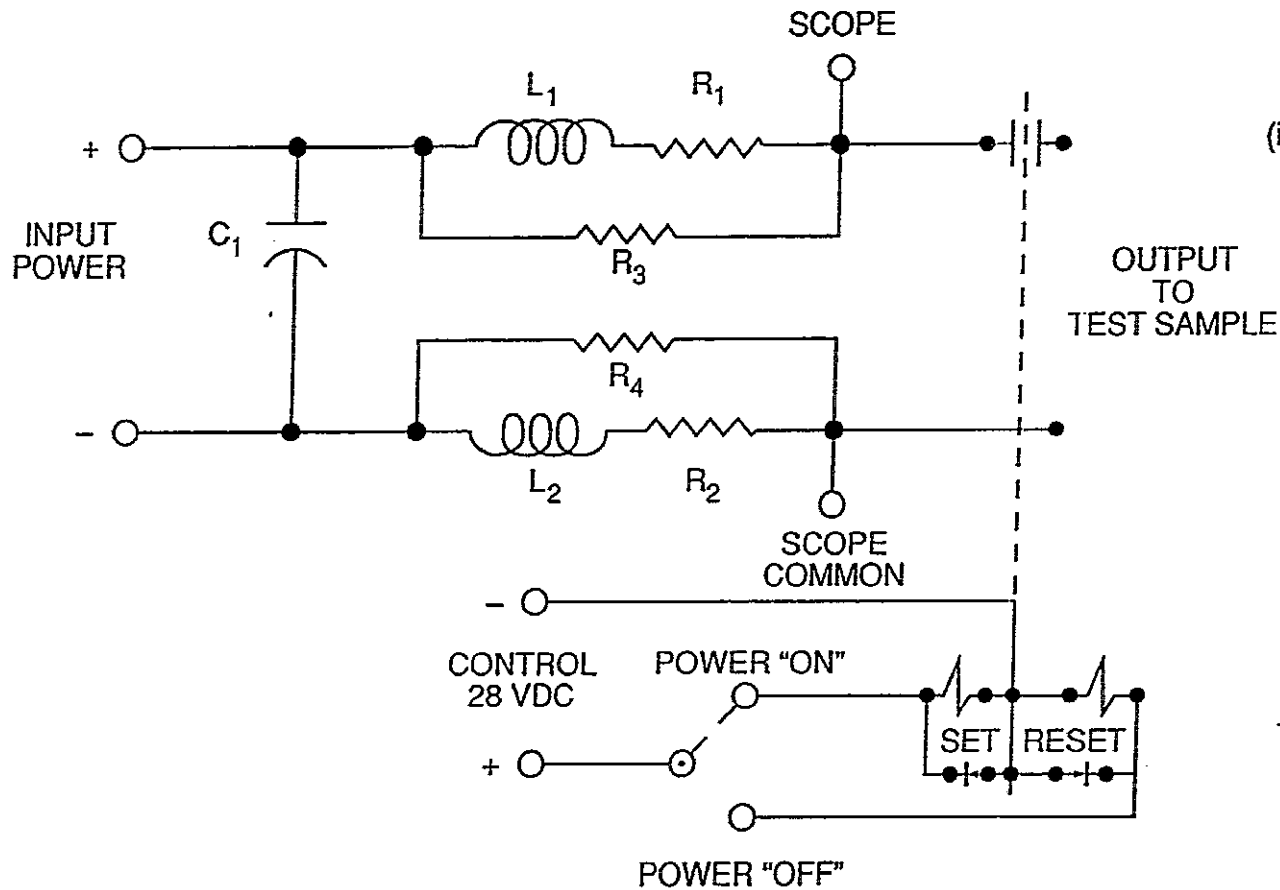 SCOPE
L1
R1
+
(i
INPUT
POWER
C1
R3
OUTPUT
TO
TEST SAMPLE
R4
-
L2
R2
SCOPE
COMMON
-
CONTROL
28 VDC
POWER "ON"
+
SET
RESET
POWER "OFF"